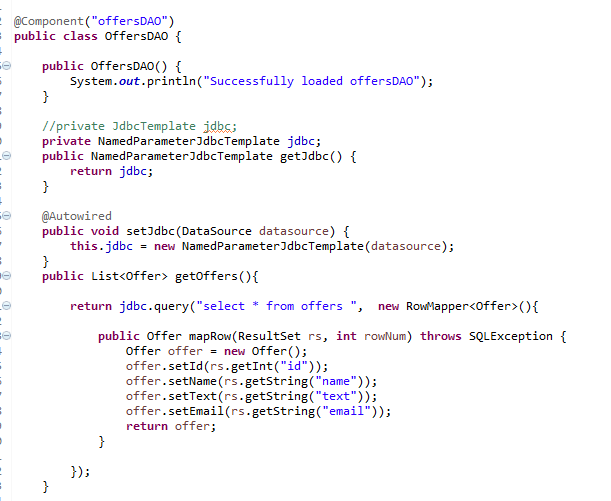 @Component("offersDAO")
public class OffersDAO {
public OffersDAO() {
System.out.println("Successfully loaded offersDAO");
}
//private JdbcTemplate jdbc;
private NamedParameterJdbcTemplate jdbc;
public NamedParameterJdbcTemplate getJdbc() {
return jdbc;
}
@Autowired
public void setJdbc(DataSource datasource) {
this.jdbc = new NamedParameterJdbcTemplate(datasource);
}
public List<Offer> getOffers(){
return jdbc.query("select * from offers ",  new RowMapper<Offer>(){
public Offer mapRow(ResultSet rs, int rowNum) throws SQLException {
Offer offer = new Offer();
offer.setId(rs.getInt("id"));
offer.setName(rs.getString("name"));
offer.setText(rs.getString("text"));
offer.setEmail(rs.getString("email"));
return offer;
}
});
}